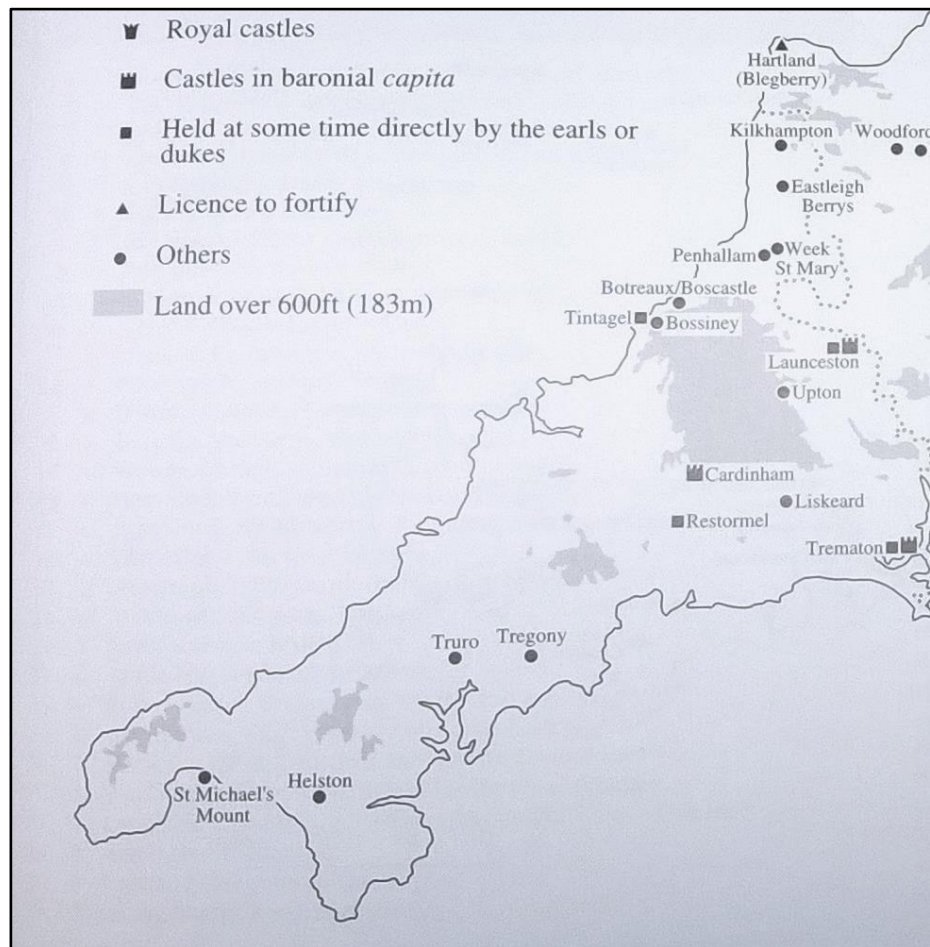 Royal castles
Castles in baronial capita
Held at some time directly by the earls or
dukes
Licence to fortify
Others
Land over 600ft (183m)
Hartland
(Blegberry)
Kilkhampton
Woodford
Eastleigh
Berrys
Penhallam
Week
St Mary
Botreaux/Boscastle
Tintagel
Bossiney
Launceston
Upton
Cardinham
Liskeard
Restormel
Trematon
Truro
Tregony
St Michael's
Mount
Helston